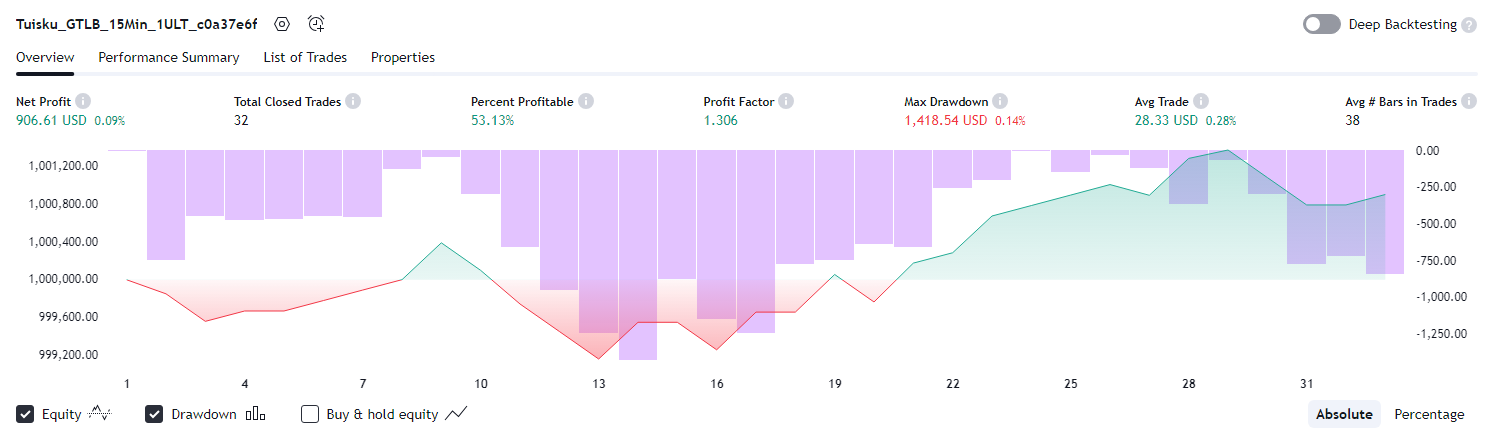 Tuisku_GTLB_15Min_1ULT_c0a37e6f Deep Backtesting ?
Overview Performance Summary List of Trades Properties
Net Profit i Total Closed Trades i Percent Profitable i Profit Factor i Max Drawdown i Avg Trade i Avg # Bars in Trades i
906.61 USD 0.09% 32 53.13% 1.306 1,418.54 USD 0.14% 28.33 USD 0.28% 38
1,001,200.00 0.00
1,000,800.00 -250.00
1,000,400.00 -500.00
1,000,000.00 -750.00
999,600.00 -1,000.00
999,200.00 -1,250.00
1 4 7 10 13 16 19 22 25 28 31
Equity Drawdown Buy & hold equity Absolute Percentage